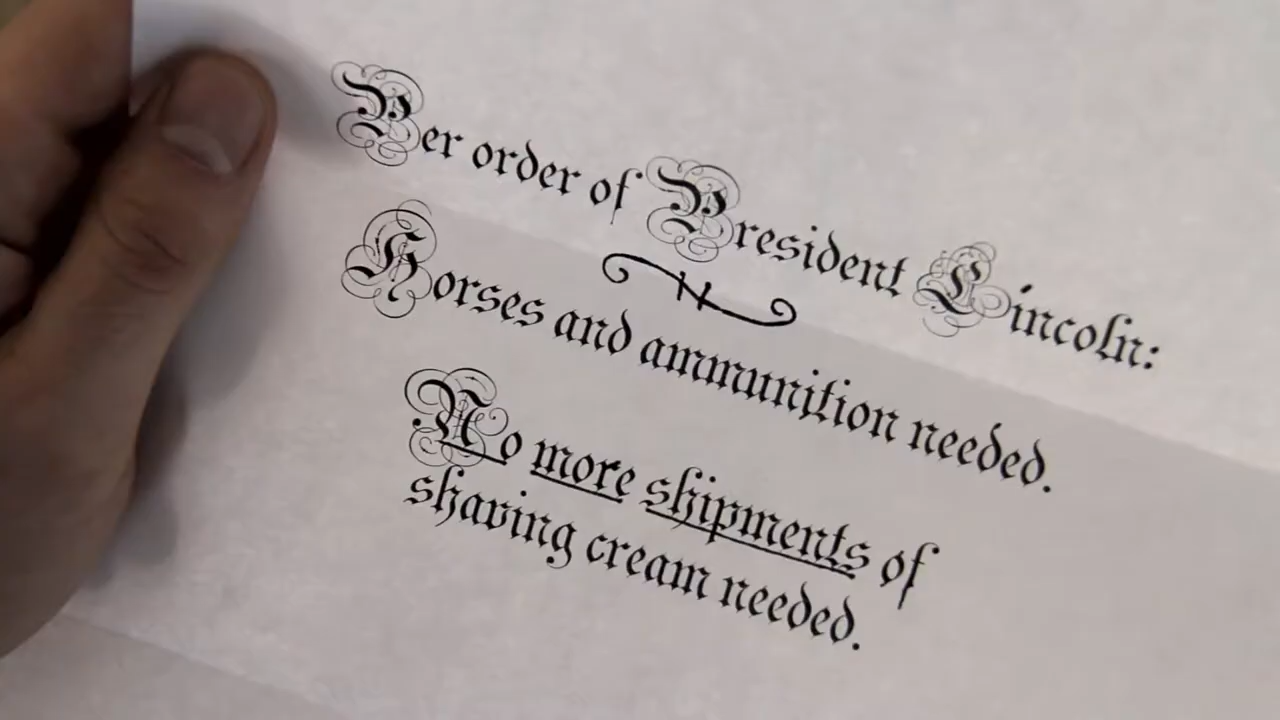 Per order of President Lincoln:
Horses and ammunition needed.
No more shipments of
shaving cream needed.